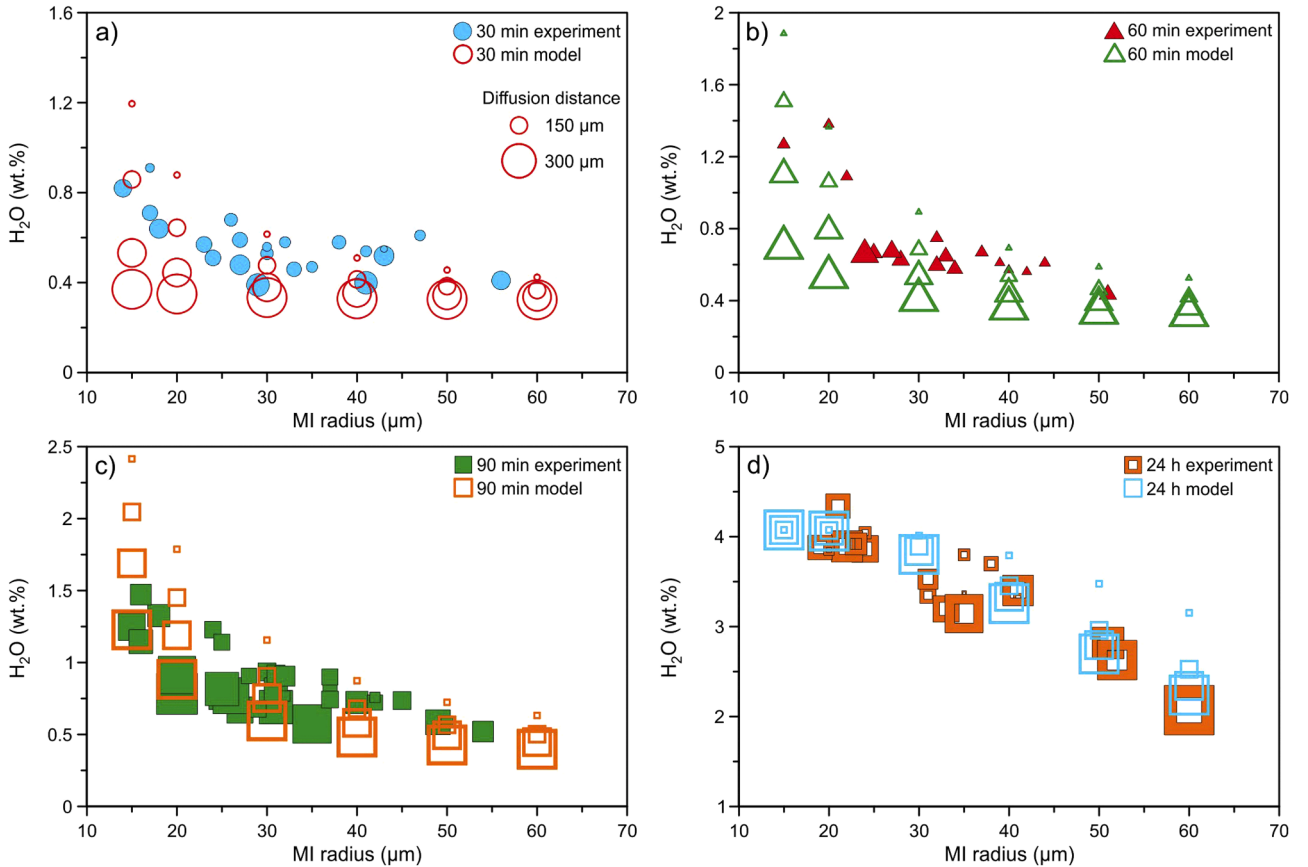 a)
30 min experiment
30 min model
Diffusion distance
150 µm
300 µm
1.6
1.2
0.8
0.4
0
H₂O (wt.%)
10 20 30 40 50 60 70
MI radius (µm)
b)
60 min experiment
60 min model
2
1.6
1.2
0.8
0.4
0
H₂O (wt.%)
10 20 30 40 50 60 70
MI radius (µm)
c)
90 min experiment
90 min model
2.5
2
1.5
1
0.5
0
H₂O (wt.%)
10 20 30 40 50 60 70
MI radius (µm)
d)
24 h experiment
24 h model
5
4
3
2
1
H₂O (wt.%)
10 20 30 40 50 60 70
MI radius (µm)